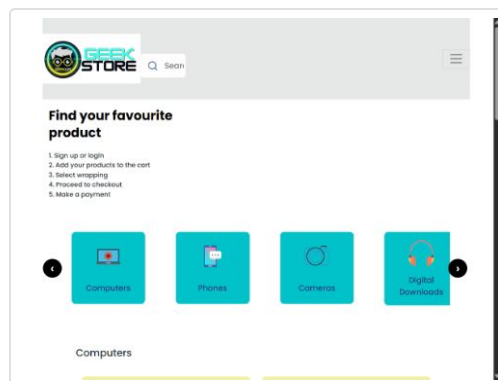 GEEK
STORE
Sear
Find your favourite
product
1. Sign up or login
2. Add your products to the cart
3. Select wrapping
4. Proceed to checkout
5. Make a payment
Computers
Phones
Cameras
Digital
Downloads
Computers